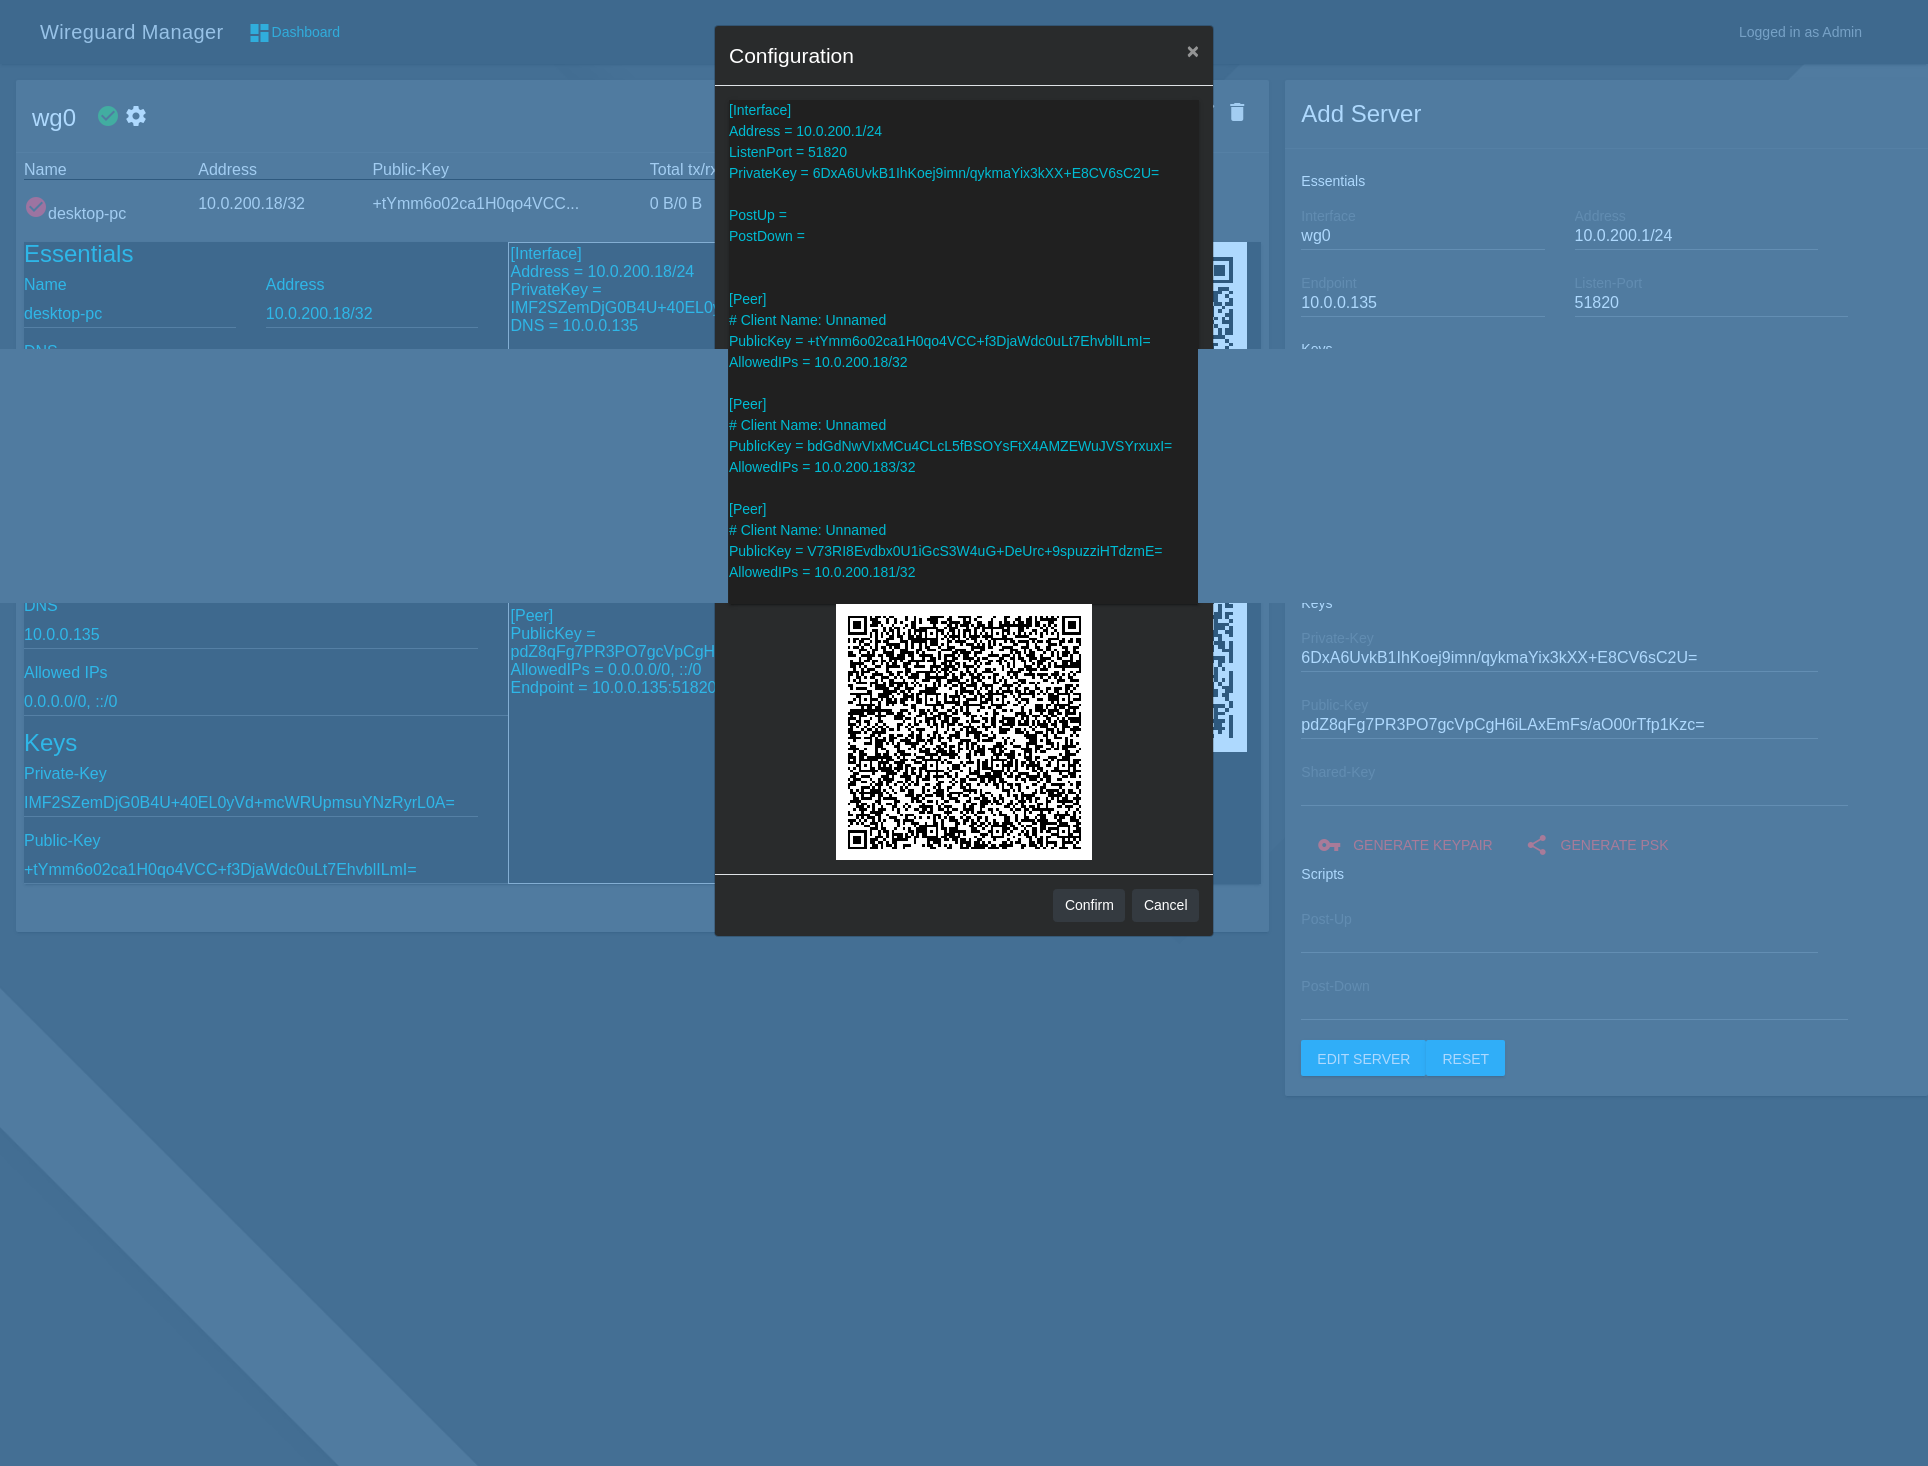 Wireguard Manager
Dashboard
Logged in as Admin
wg0
Name Address Public-Key Total tx/rx
desktop-pc 10.0.200.18/32 +tYmm6o02ca1H0qo4VCC... 0 B/0 B
Essentials
Name Address
desktop-pc 10.0.200.18/32
DNS
10.0.0.135
Allowed IPs
0.0.0.0/0, ::/0
Keys
Private-Key
IMF2SZemDjG0B4U+40EL0yVd+mcWRUpmsuYNzRyrL0A=
Public-Key
+tYmm6o02ca1H0qo4VCC+f3DjaWdc0uLt7EhvblILmI=
[Interface]
Address = 10.0.200.18/24
PrivateKey =
IMF2SZemDjG0B4U+40EL0y
DNS = 10.0.0.135
[Peer]
PublicKey =
pdZ8qFg7PR3PO7gcVpCgH
AllowedIPs = 0.0.0.0/0, ::/0
Endpoint = 10.0.0.135:51820
Configuration
×
[Interface]
Address = 10.0.200.1/24
ListenPort = 51820
PrivateKey = 6DxA6UvkB1IhKoej9imn/qykmaYix3kXX+E8CV6sC2U=
PostUp =
PostDown =
[Peer]
# Client Name: Unnamed
PublicKey = +tYmm6o02ca1H0qo4VCC+f3DjaWdc0uLt7EhvblILmI=
AllowedIPs = 10.0.200.18/32
[Peer]
# Client Name: Unnamed
PublicKey = bdGdNwVIxMCu4CLcL5fBSOYsFtX4AMZEWuJVSYrxuxI=
AllowedIPs = 10.0.200.183/32
[Peer]
# Client Name: Unnamed
PublicKey = V73RI8Evdbx0U1iGcS3W4uG+DeUrc+9spuzziHTdzmE=
AllowedIPs = 10.0.200.181/32
Confirm Cancel
Add Server
Essentials
Interface Address
wg0 10.0.200.1/24
Endpoint Listen-Port
10.0.0.135 51820
Keys
Private-Key
6DxA6UvkB1IhKoej9imn/qykmaYix3kXX+E8CV6sC2U=
Public-Key
pdZ8qFg7PR3PO7gcVpCgH6iLAxEmFs/aO00rTfp1Kzc=
Shared-Key
GENERATE KEYPAIR GENERATE PSK
Scripts
Post-Up
Post-Down
EDIT SERVER RESET